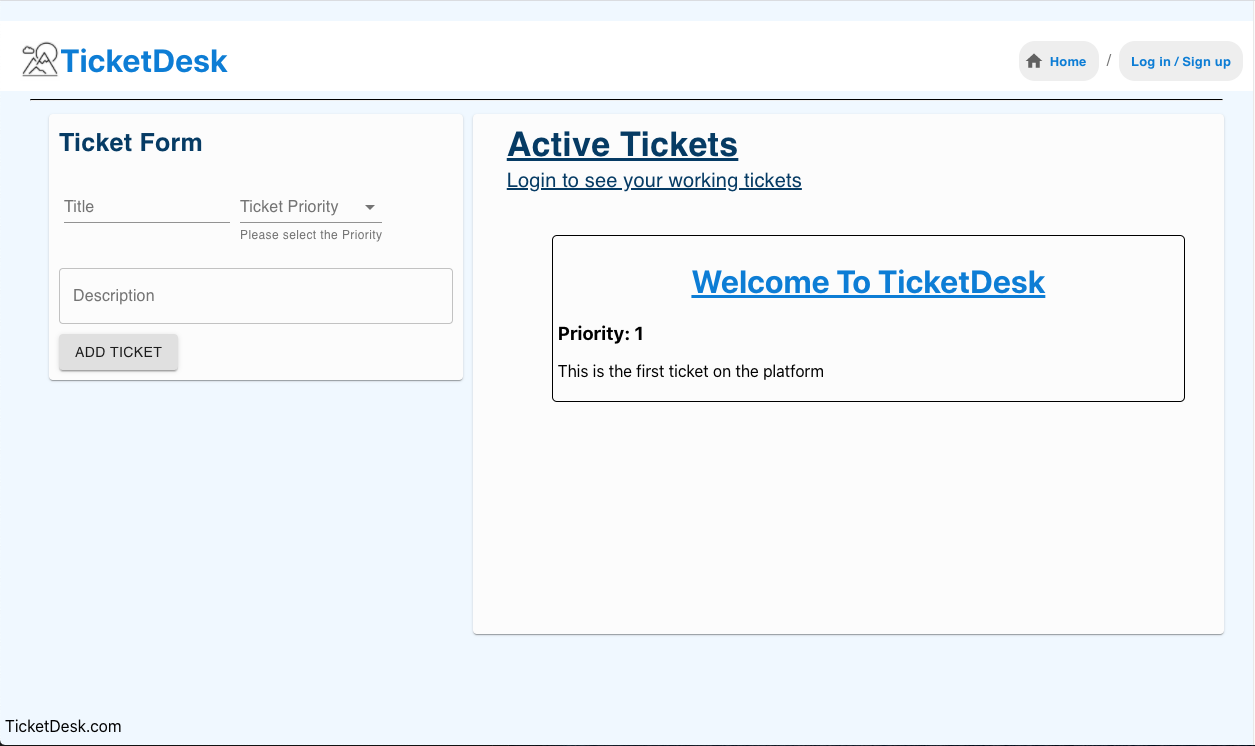 TicketDesk
Home / Log in / Sign up
Ticket Form
Title
Ticket Priority
Please select the Priority
Description
ADD TICKET
Active Tickets
Login to see your working tickets
Welcome To TicketDesk
Priority: 1
This is the first ticket on the platform
TicketDesk.com